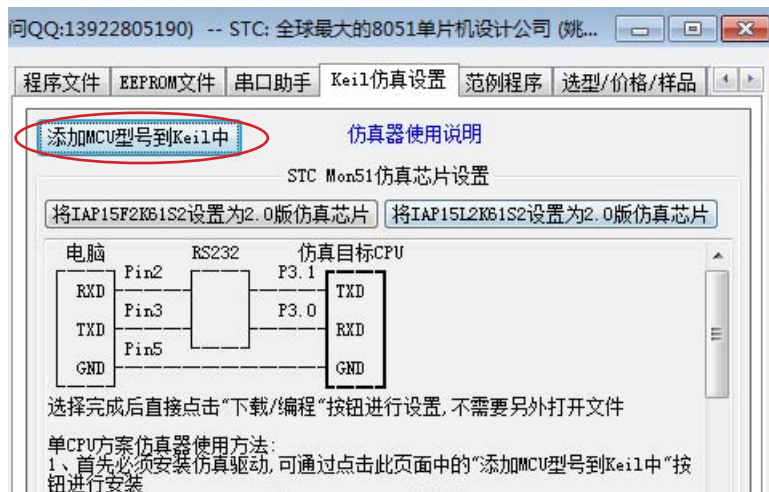 问QQ:13922805190) -- STC: 全球最大的8051单片机设计公司 (姚...
程序文件 EEPROM文件 串口助手 Keil仿真设置 范例程序 选型/价格/样品
添加MCU型号到Keil中 仿真器使用说明
STC Mon51仿真芯片设置
将IAP15F2K61S2设置为2.0版仿真芯片 将IAP15L2K61S2设置为2.0版仿真芯片
电脑 RS232 仿真目标CPU
Pin2 P3.1
RXD TXD
Pin3 P3.0
TXD RXD
Pin5
GND GND
选择完成后直接点击“下载/编程“按钮进行设置,不需要另外打开文件
单CPU方案仿真器使用方法:
1、首先必须安装仿真驱动,可通过点击此页面中的“添加MCU型号到Keil中“按
钮进行安装